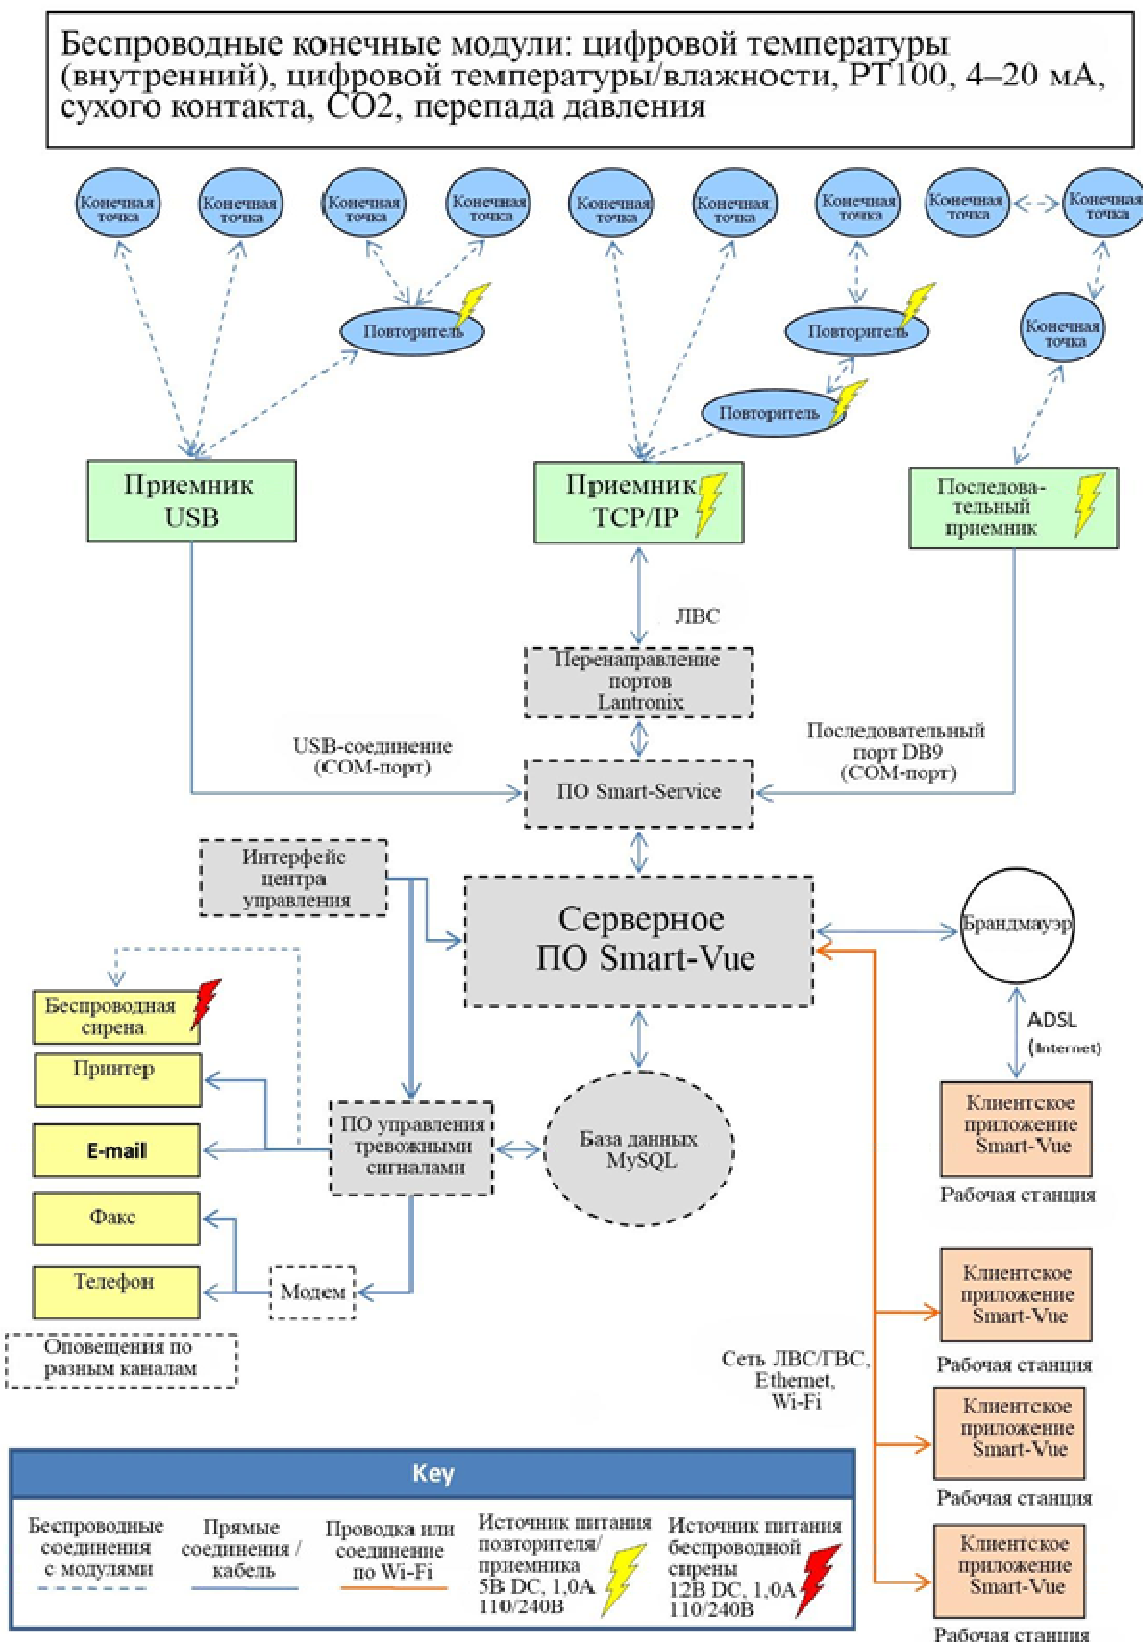 Беспроводные конечные модули: цифровой температуры
(внутренний), цифровой температуры/влажности, PT100, 4–20 мА,
сухого контакта, CO2, перепада давления
Конечная
точка
Конечная
точка
Конечная
точка
Конечная
точка
Конечная
точка
Конечная
точка
Конечная
точка
Конечная
точка
Конечная
точка
Повторитель
Повторитель
Конечная
точка
Повторитель
Приемник
USB
Приемник
TCP/IP
Последова-
тельный
приемник
ЛВС
Перенаправление
портов
Lantronix
USB-соединение
(COM-порт)
Последовательный
порт DB9
(COM-порт)
ПО Smart-Service
Интерфейс
центра
управления
Серверное
ПО Smart-Vue
Брандмауэр
Беспроводная
сирена
ADSL
(Internet)
Принтер
E-mail
Факс
Телефон
ПО управления
тревожными
сигналами
База данных
MySQL
Клиентское
приложение
Smart-Vue
Рабочая станция
Модем
Оповещения по
разным каналам
Клиентское
приложение
Smart-Vue
Рабочая станция
Сеть ЛВС/ГВС,
Ethernet,
Wi-Fi
Клиентское
приложение
Smart-Vue
Рабочая станция
Клиентское
приложение
Smart-Vue
Рабочая станция
Key
Беспроводные
соединения
с модулями
Прямые
соединения /
кабель
Проводка или
соединение
по Wi-Fi
Источник питания
повторителя/
приемника
5В DC, 1,0А
110/240В
Источник питания
беспроводной
сирены
12В DC, 1,0А
110/240В